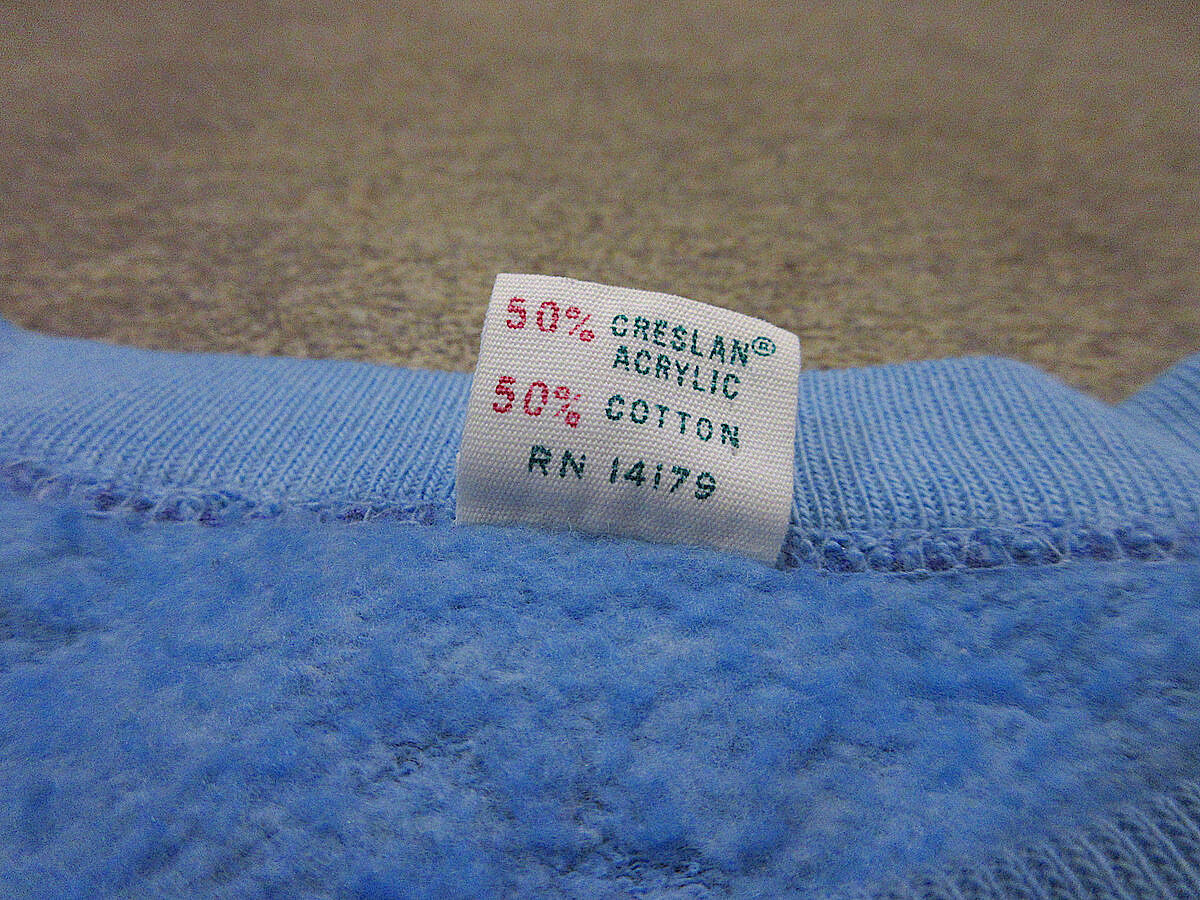 50% CRESLAN®
ACRYLIC
50% COTTON
RN 14179